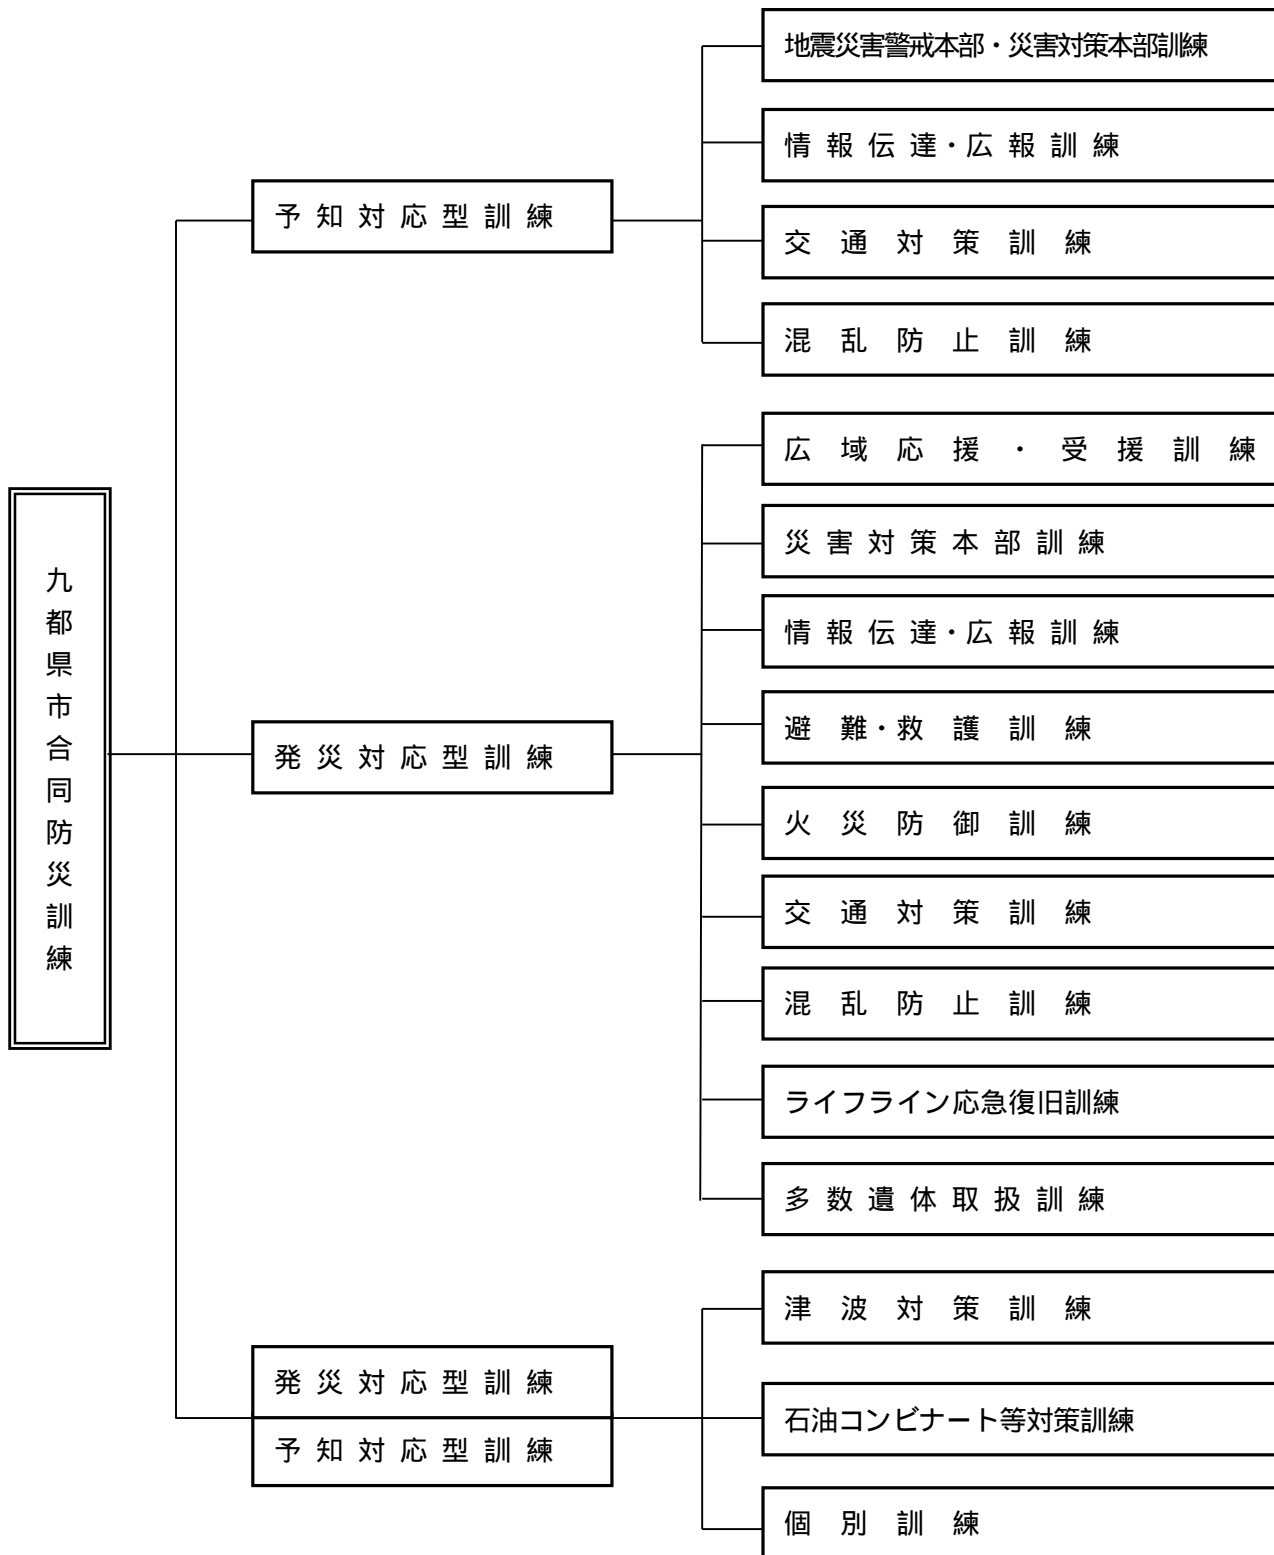 九都県市合同防災訓練
予知対応型訓練
地震災害警戒本部・災害対策本部訓練
情報伝達・広報訓練
交通対策訓練
混乱防止訓練
発災対応型訓練
広域応援・受援訓練
災害対策本部訓練
情報伝達・広報訓練
避難・救護訓練
火災防御訓練
交通対策訓練
混乱防止訓練
ライフライン応急復旧訓練
多数遺体取扱訓練
発災対応型訓練
予知対応型訓練
津波対策訓練
石油コンビナート等対策訓練
個別訓練